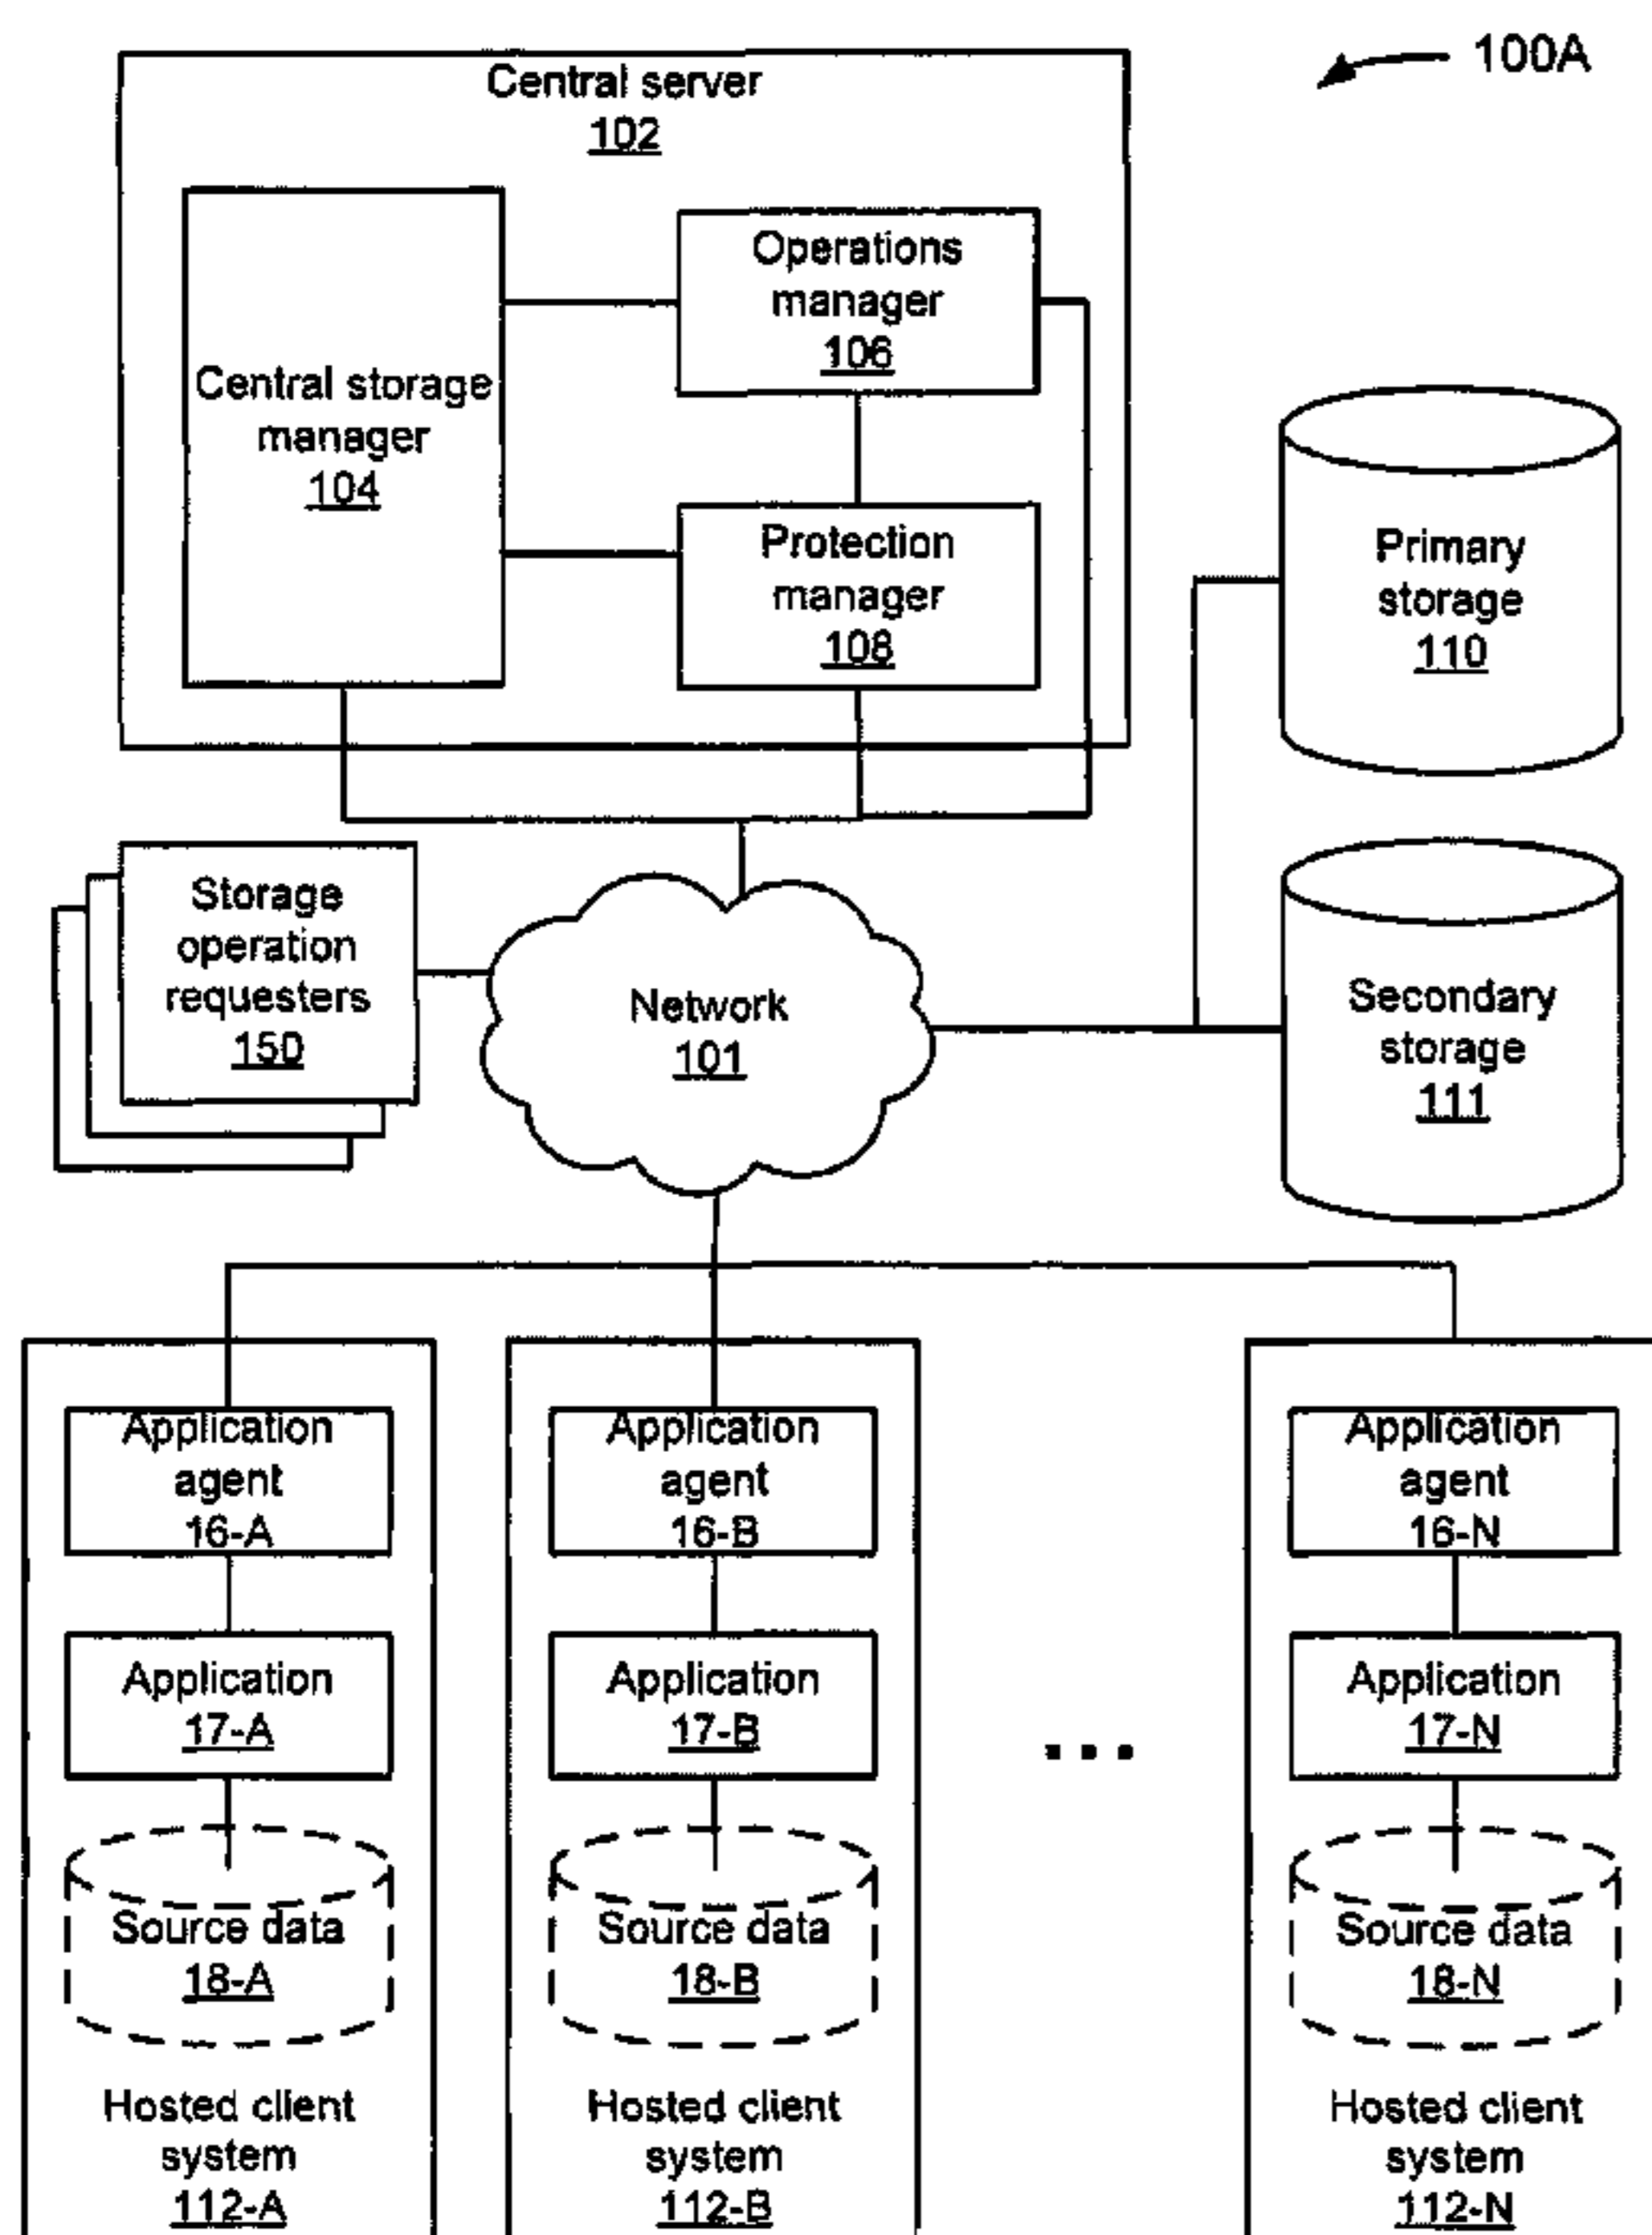 100A
Central server
102
Operations
manager
106
Central storage
manager
104
Protection
manager
108
Primary
storage
110
Storage
operation
requesters
150
Network
101
Secondary
storage
111
Application
agent
16-A
Application
17-A
Source data
18-A
Hosted client
system
112-A
Application
agent
16-B
Application
17-B
Source data
18-B
Hosted client
system
112-B
...
Application
agent
16-N
Application
17-N
Source data
18-N
Hosted client
system
112-N